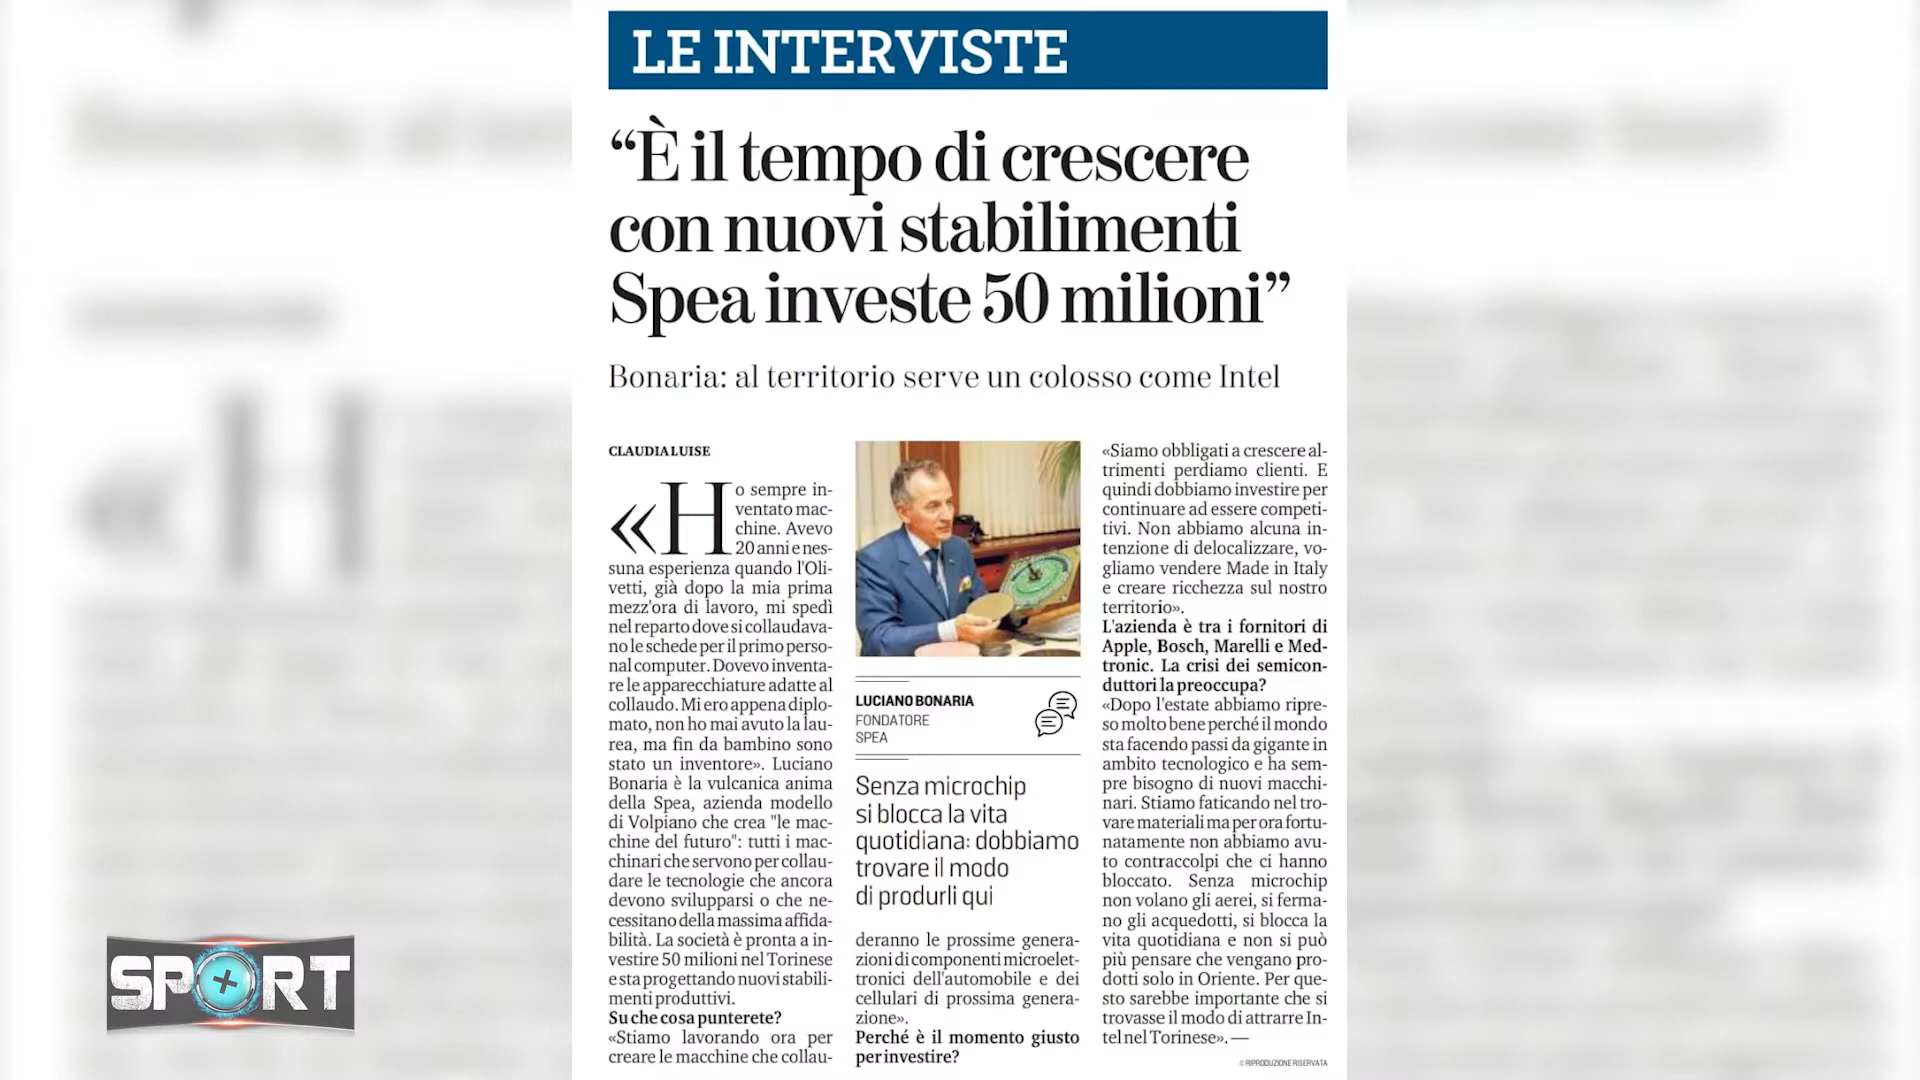 LE INTERVISTE
“È il tempo di crescere
con nuovi stabilimenti
Spea investe 50 milioni”
Bonaria: al territorio serve un colosso come Intel
CLAUDIA LUISE
«Ho sempre in-
ventato mac-
chine. Avevo
20 anni e nes-
suna esperienza quando l'Oli-
vetti, già dopo la mia prima
mezz'ora di lavoro, mi spedì
nel reparto dove si collaudava-
no le schede per il primo perso-
nal computer. Dovevo inventa-
re le apparecchiature adatte al
collaudo. Mi ero appena diplo-
mato, non ho mai avuto la lau-
rea, ma fin da bambino sono
stato un inventore». Luciano
Bonaria è la vulcanica anima
della Spea, azienda modello
di Volpiano che crea "le mac-
chine del futuro": tutti i mac-
chinari che servono per collau-
dare le tecnologie che ancora
devono svilupparsi o che ne-
cessitano della massima affida-
bilità. La società è pronta a in-
vestire 50 milioni nel Torinese
e sta progettando nuovi stabili-
menti produttivi.
Su che cosa punterete?
«Stiamo lavorando ora per
creare le macchine che collau-
LUCIANO BONARIA
FONDATORE
SPEA
Senza microchip
si blocca la vita
quotidiana: dobbiamo
trovare il modo
di produrli qui
deranno le prossime genera-
zioni di componenti microelet-
tronici dell'automobile e dei
cellulari di prossima genera-
zione».
Perché è il momento giusto
per investire?
«Siamo obbligati a crescere al-
trimenti perdiamo clienti. E
quindi dobbiamo investire per
continuare ad essere competi-
tivi. Non abbiamo alcuna in-
tenzione di delocalizzare, vo-
gliamo vendere Made in Italy
e creare ricchezza sul nostro
territorio».
L'azienda è tra i fornitori di
Apple, Bosch, Marelli e Med-
tronic. La crisi dei semicon-
duttori la preoccupa?
«Dopo l'estate abbiamo ripre-
so molto bene perché il mondo
sta facendo passi da gigante in
ambito tecnologico e ha sem-
pre bisogno di nuovi macchi-
nari. Stiamo faticando nel tro-
vare materiali ma per ora fortu-
natamente non abbiamo avu-
to contraccolpi che ci hanno
bloccato. Senza microchip
non volano gli aerei, si ferma-
no gli acquedotti, si blocca la
vita quotidiana e non si può
più pensare che vengano pro-
dotti solo in Oriente. Per que-
sto sarebbe importante che si
trovasse il modo di attrarre In-
tel nel Torinese». —
© RIPRODUZIONE RISERVATA
SPORT